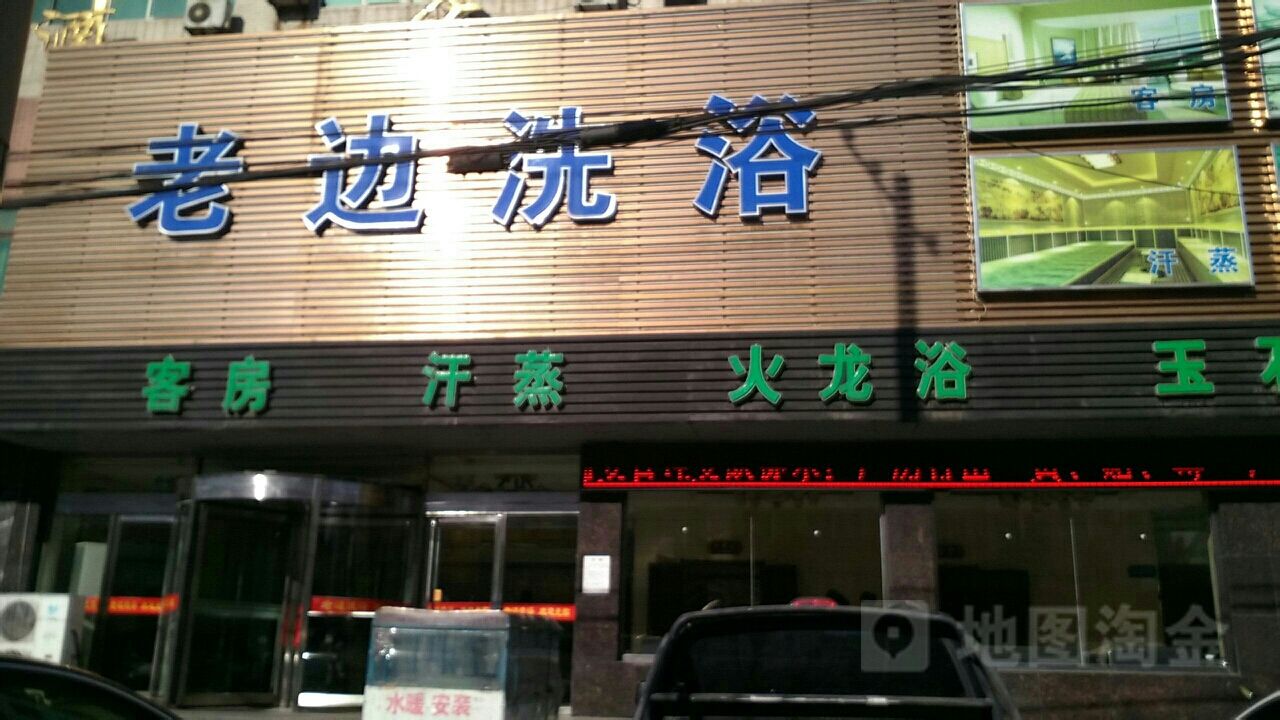 老边洗浴
客房
汗蒸
客房 汗蒸 火龙浴 玉
水暖 安装
地图淘金